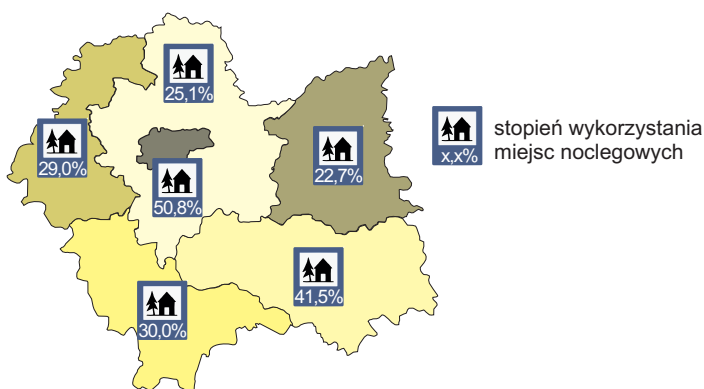 25,1%
29,0%
22,7%
50,8%
41,5%
30,0%
x,x%
stopień wykorzystania
miejsc noclegowych